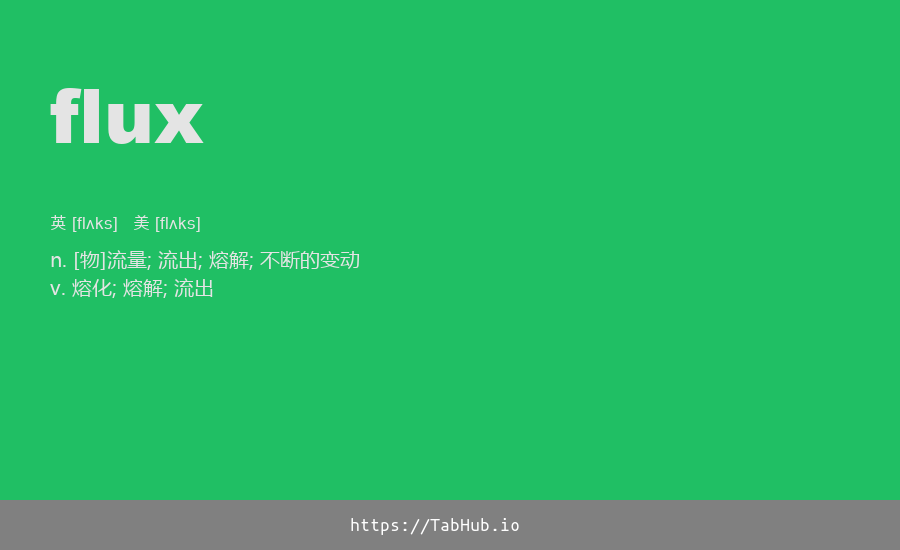 flux
英 [flʌks] 美 [flʌks]
n. [物]流量; 流出; 熔解; 不断的变动
v. 熔化; 熔解; 流出
https://TabHub.io